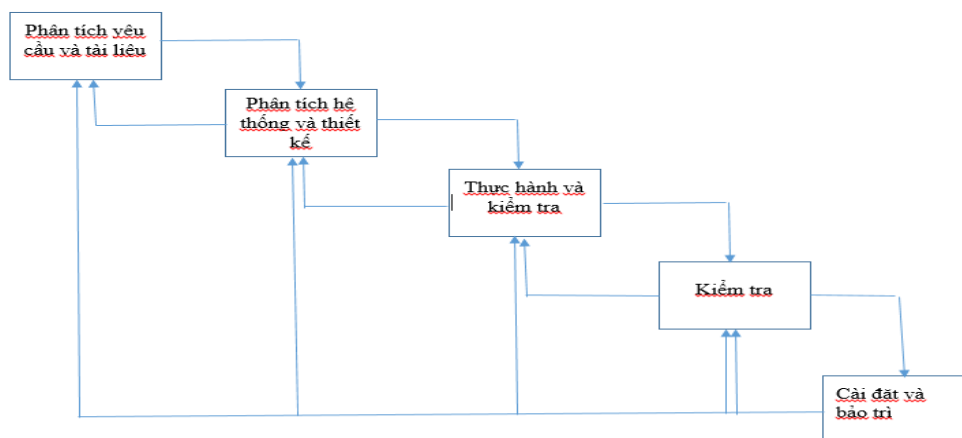 Phân tích yêu
cầu và tài liệu
Phân tích hệ
thống và thiết
kế
Thực hành và
kiểm tra
Kiểm tra
Cài đặt và
bảo trì